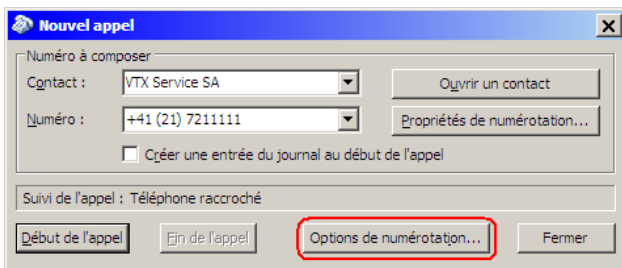 Nouvel appel
Numéro à composer
Contact : VTX Service SA Ouvrir un contact
Numéro : +41 (21) 7211111 Propriétés de numérotation...
Créer une entrée du journal au début de l'appel
Suivi de l'appel : Téléphone raccroché
Début de l'appel Fin de l'appel Options de numérotation... Fermer